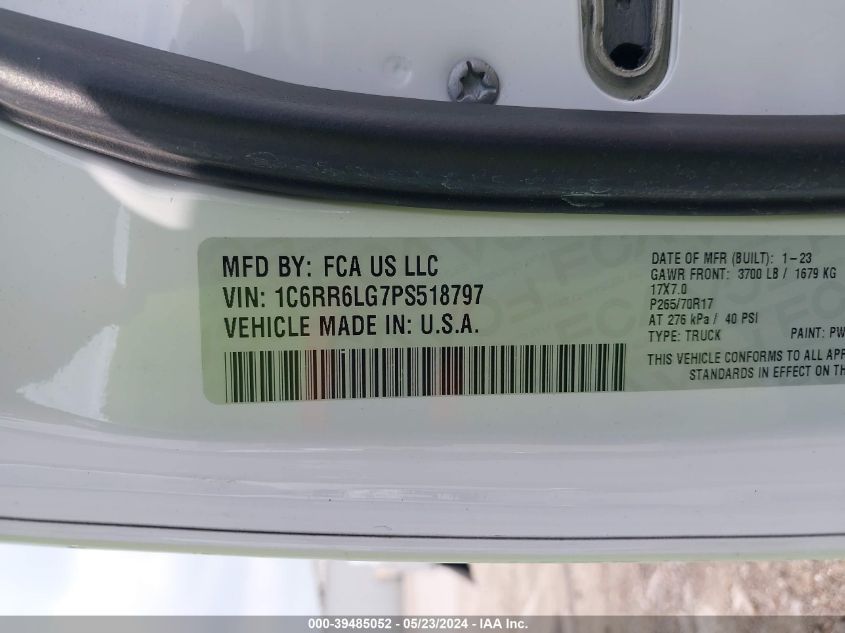 MFD BY: FCA US LLC
VIN: 1C6RR6LG7PS518797
VEHICLE MADE IN: U.S.A.
DATE OF MFR (BUILT): 1-23
GAWR FRONT: 3700 LB / 1679 KG
17X7.0
P265/70R17
AT 276 kPa / 40 PSI
TYPE: TRUCK PAINT: PW
THIS VEHICLE CONFORMS TO ALL APP
STANDARDS IN EFFECT ON TH
000-39485052 - 05/23/2024 - IAA Inc.